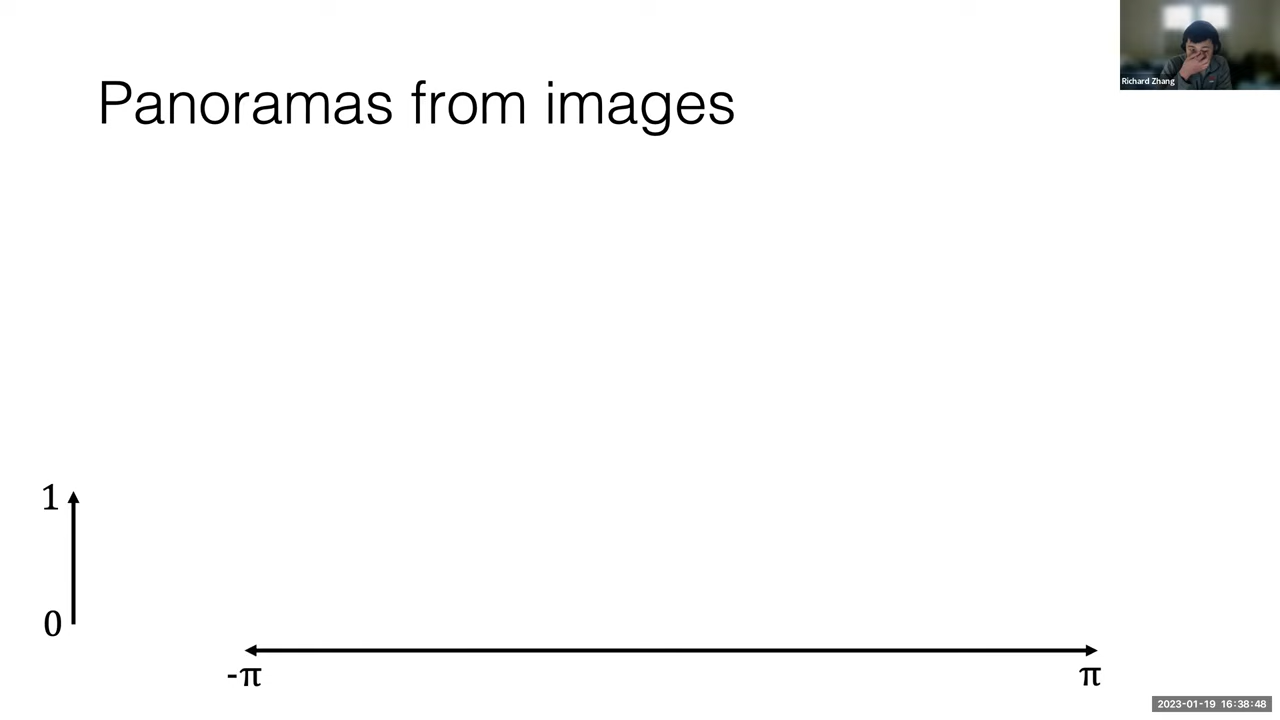 Panoramas from images
Richard Zhang
1
0
-π
π
2023-01-19 16:38:48